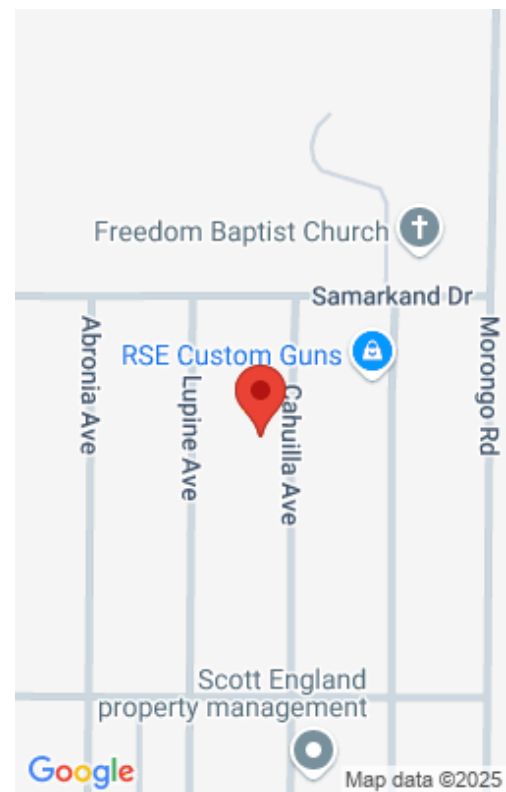 Freedom Baptist Church
Samarkand Dr
RSE Custom Guns
Abronia Ave
Lupine Ave
Cahuilla Ave
Morongo Rd
Scott England
property management
Google
Map data ©2025